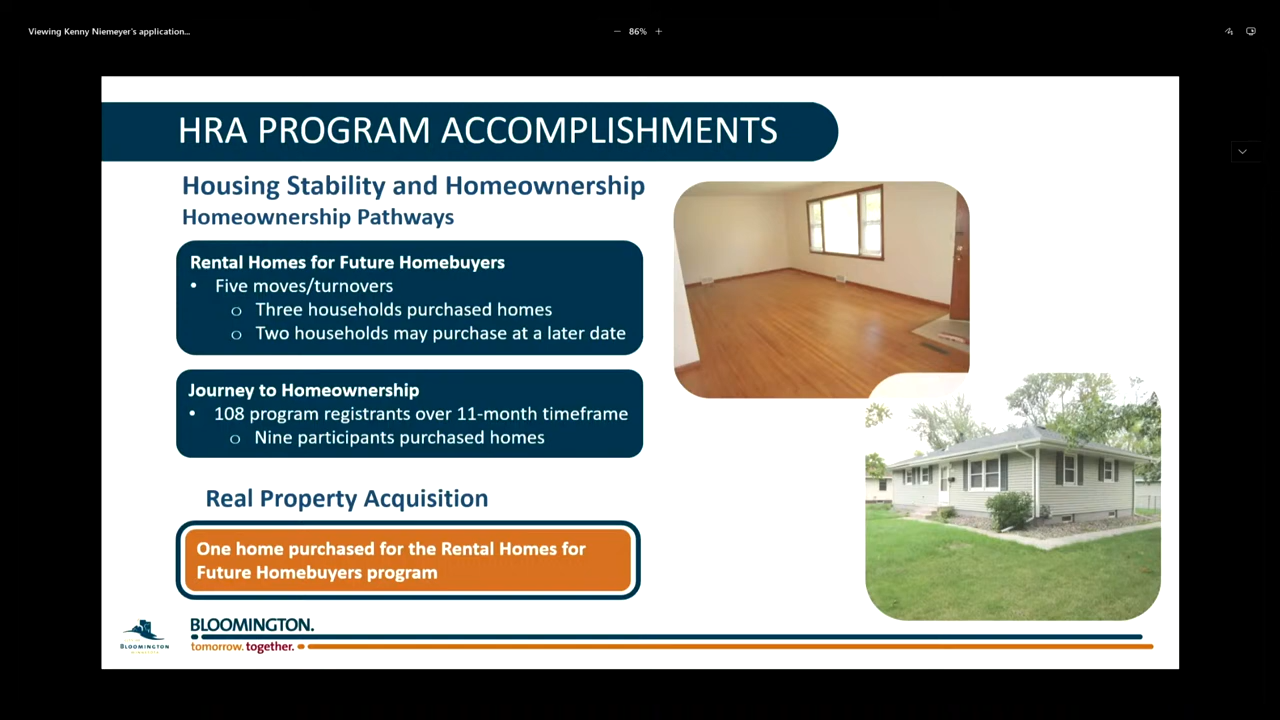 Viewing Kenny Niemeyer's application...
86%
HRA PROGRAM ACCOMPLISHMENTS
Housing Stability and Homeownership
Homeownership Pathways
Rental Homes for Future Homebuyers
• Five moves/turnovers
o Three households purchased homes
o Two households may purchase at a later date
Journey to Homeownership
• 108 program registrants over 11-month timeframe
o Nine participants purchased homes
Real Property Acquisition
One home purchased for the Rental Homes for
Future Homebuyers program
BLOOMINGTON.
tomorrow. together.
BLOOMINGTON